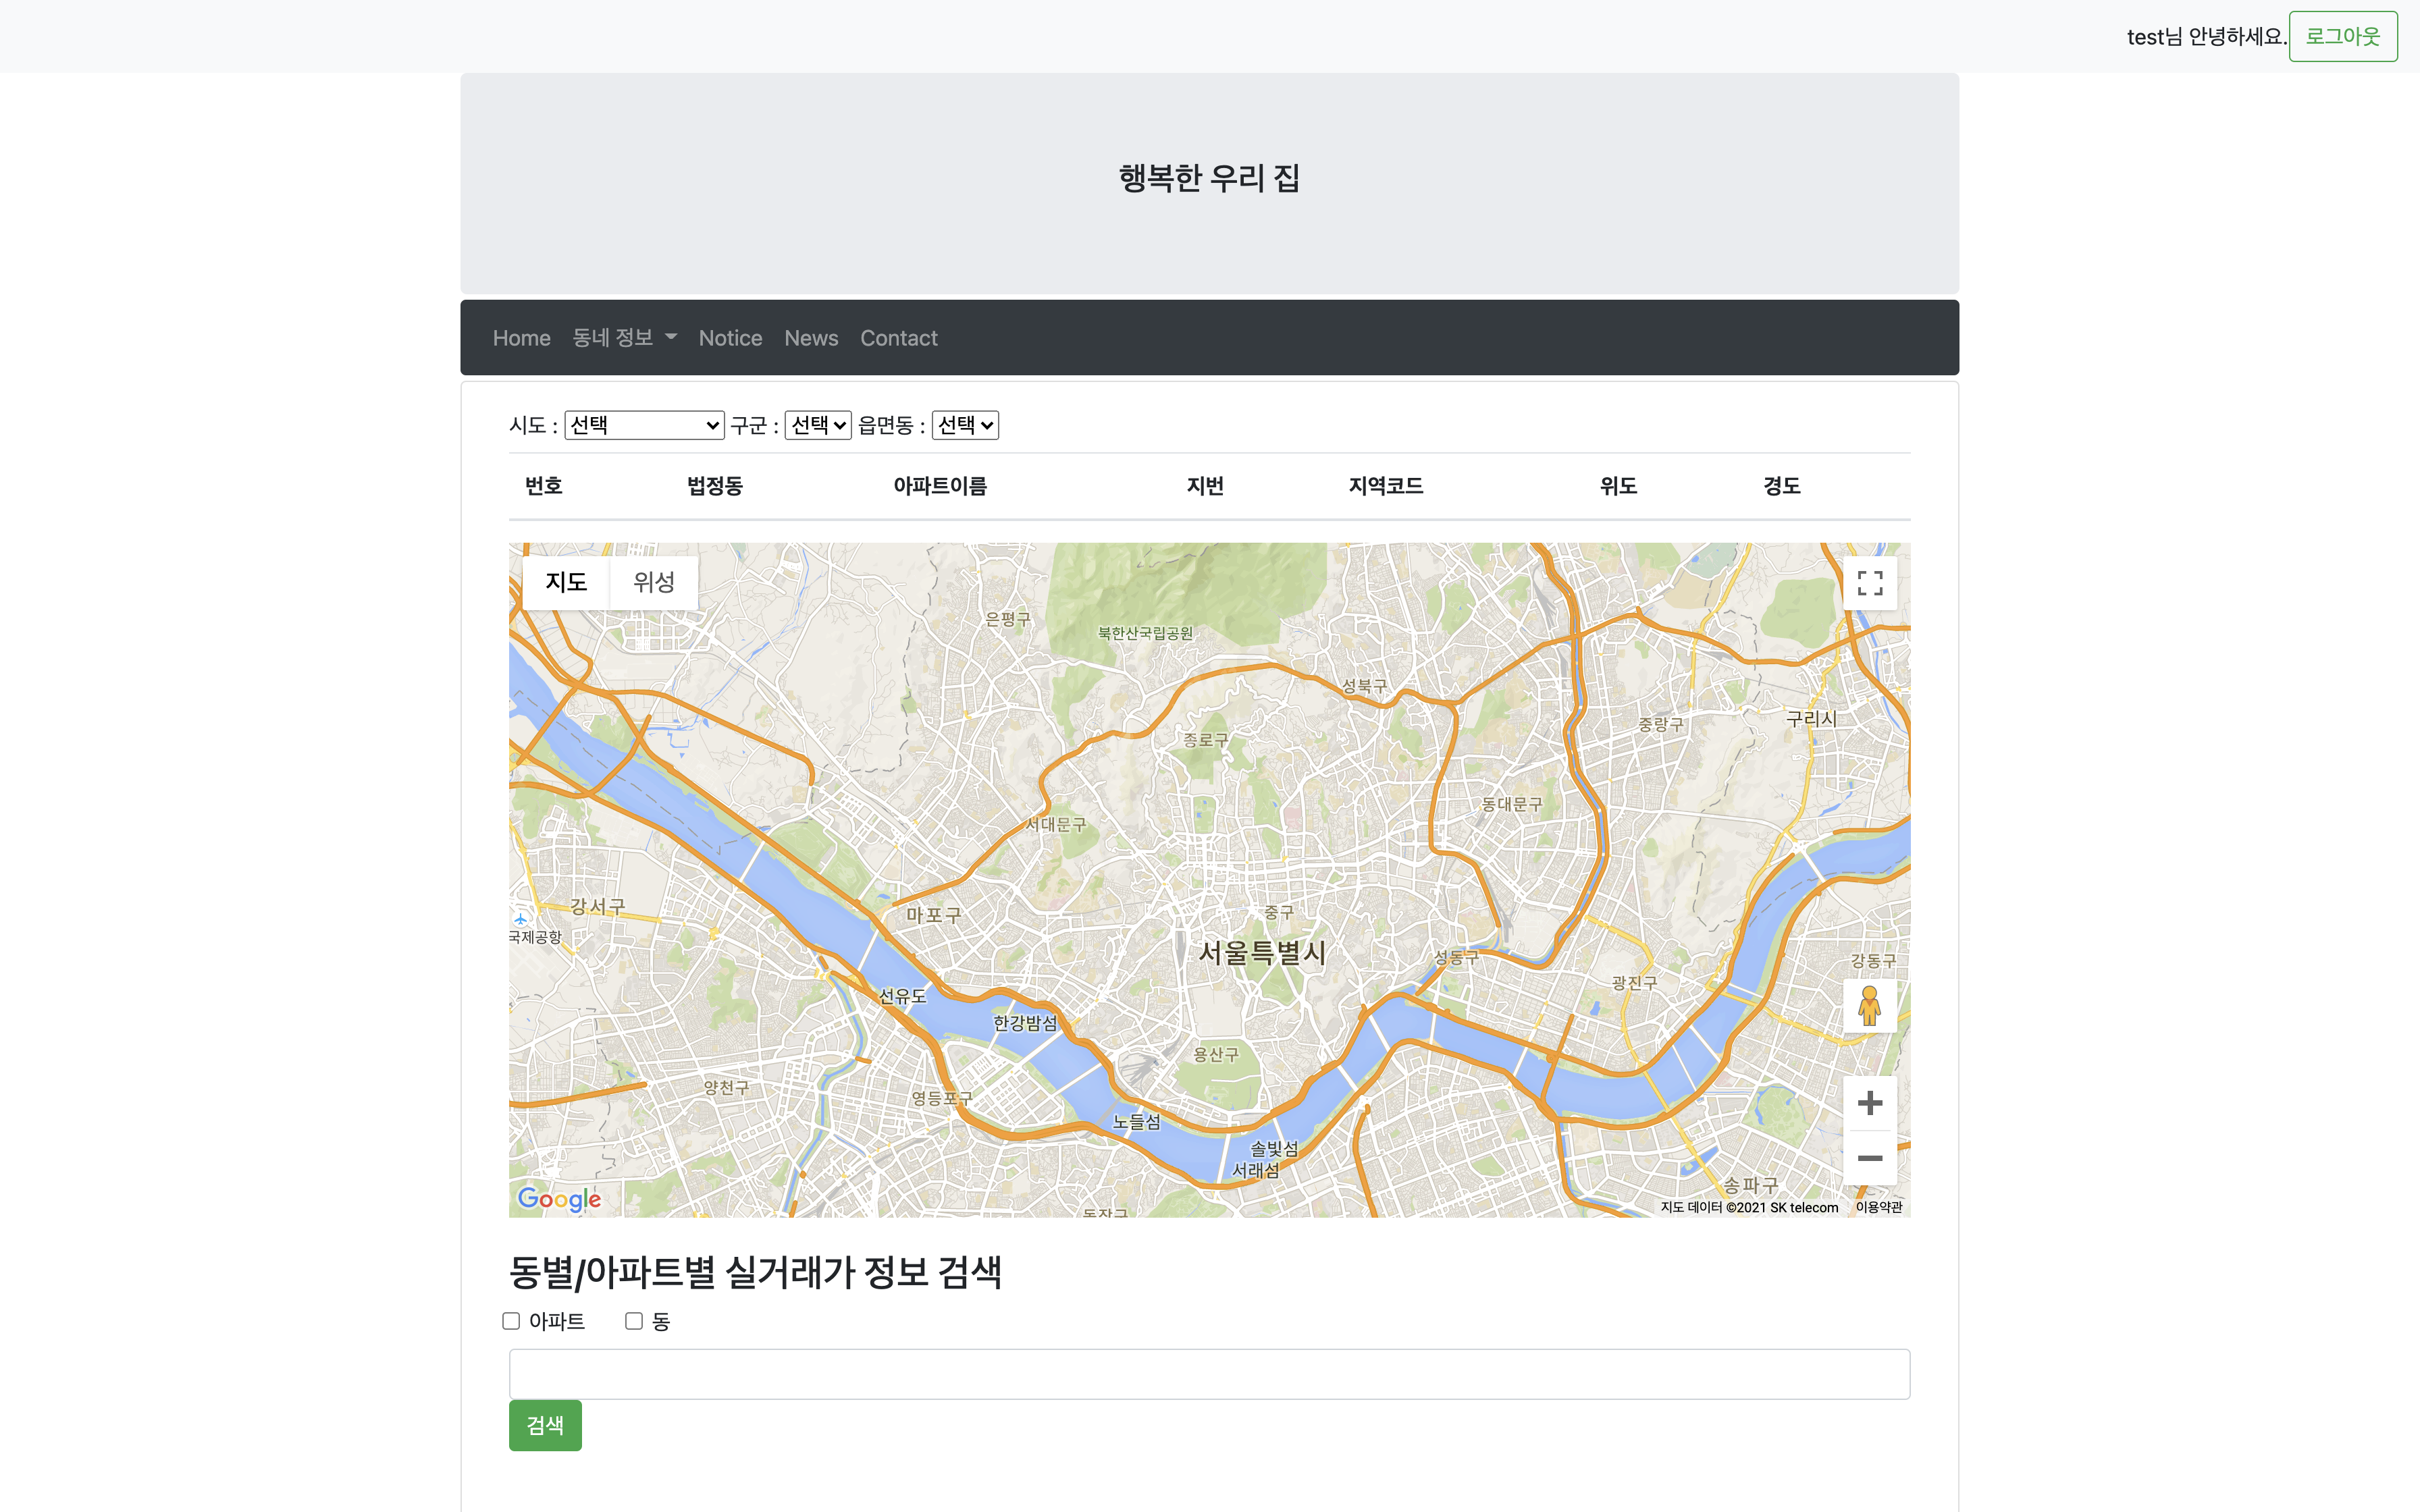 test님 안녕하세요. 로그아웃
행복한 우리 집
Home 동네 정보 Notice News Contact
시도 : 선택 구군 : 선택 읍면동 : 선택
번호 법정동 아파트이름 지번 지역코드 위도 경도
지도 위성
은평구
북한산국립공원
성북구
중랑구
구리시
종로구
동대문구
서대문구
강서구
마포구
중구
국제공항
서울특별시
성동구
강동구
광진구
선유도
한강밤섬
용산구
양천구
영등포구
노들섬
솔빛섬
서래섬
송파구
동작구
Google
지도 데이터 ©2021 SK telecom 이용약관
동별/아파트별 실거래가 정보 검색
아파트 동
검색